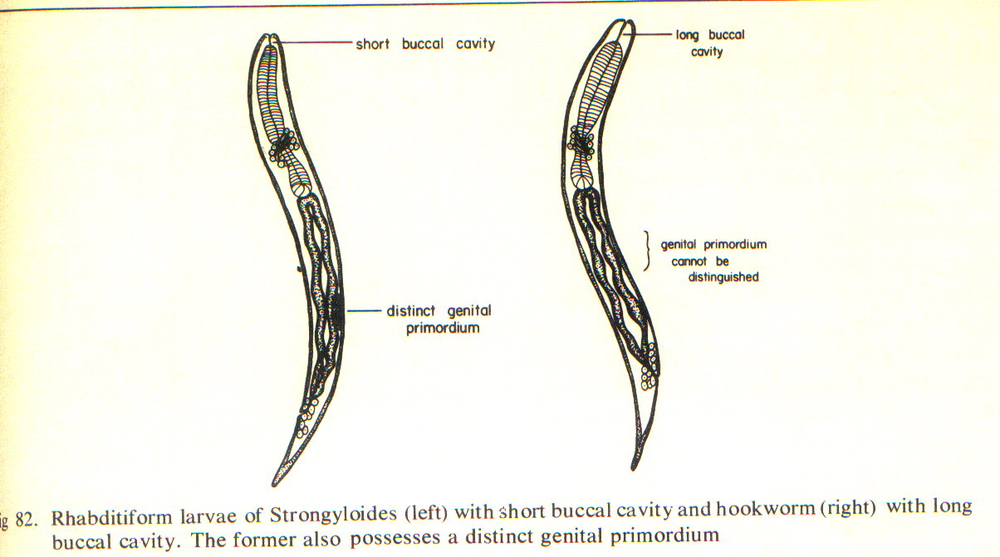 short buccal cavity
long buccal
cavity
genital primordium
cannot be
distinguished
distinct genital
primordium
ig 82. Rhabditiform larvae of Strongyloides (left) with short buccal cavity and hookworm (right) with long
buccal cavity. The former also possesses a distinct genital primordium